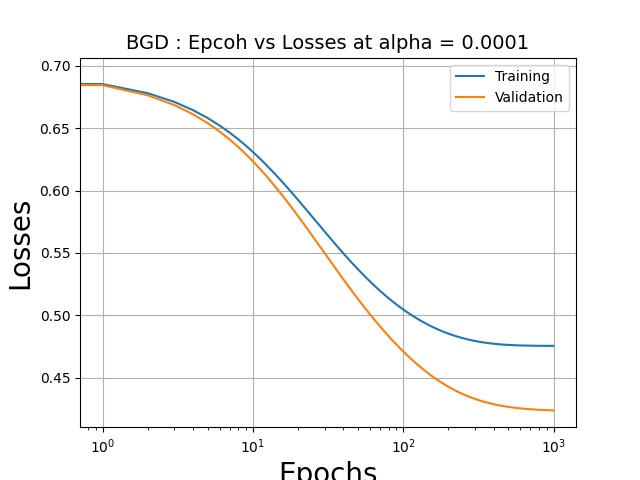 BGD : Epcoh vs Losses at alpha = 0.0001
Training
Validation
Losses
0.70
0.65
0.60
0.55
0.50
0.45
10⁰ 10¹ 10² 10³
Epochs